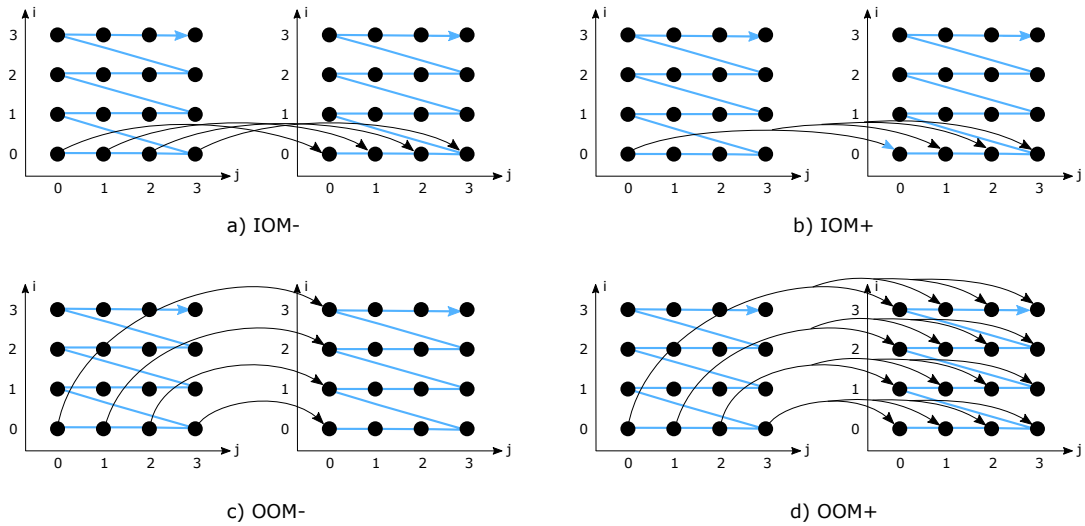 i i
3 3
2 2
1 1
0 0
0 1 2 3 j 0 1 2 3 j
a) IOM-
i i
3 3
2 2
1 1
0 0
0 1 2 3 j 0 1 2 3 j
b) IOM+
i i
3 3
2 2
1 1
0 0
0 1 2 3 j 0 1 2 3 j
c) OOM-
i i
3 3
2 2
1 1
0 0
0 1 2 3 j 0 1 2 3 j
d) OOM+